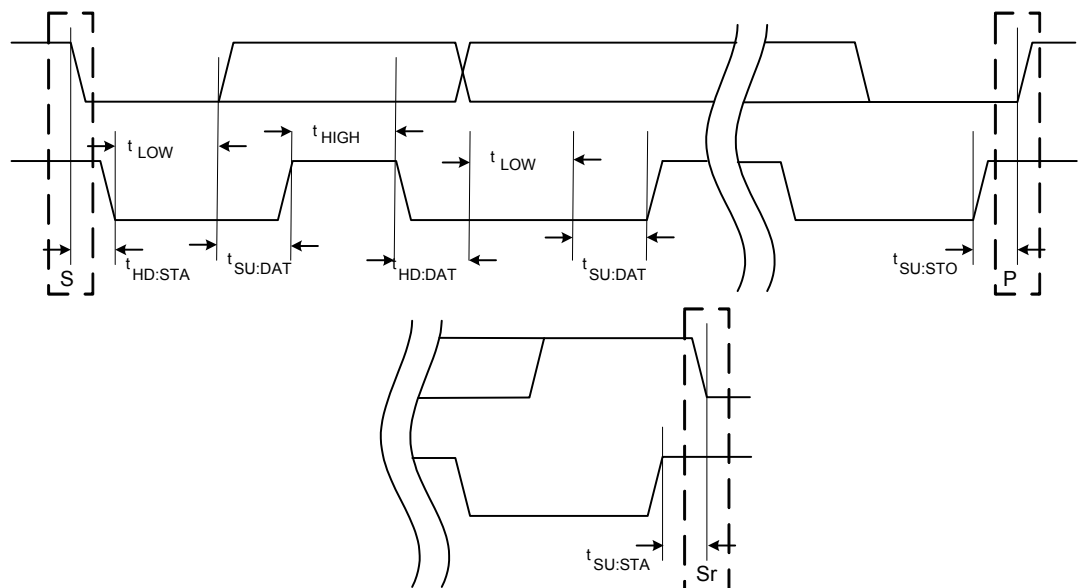 t HIGH
t LOW
t LOW
S
t HD:STA
t SU:DAT
t HD:DAT
t SU:DAT
t SU:STO
P
t SU:STA
Sr